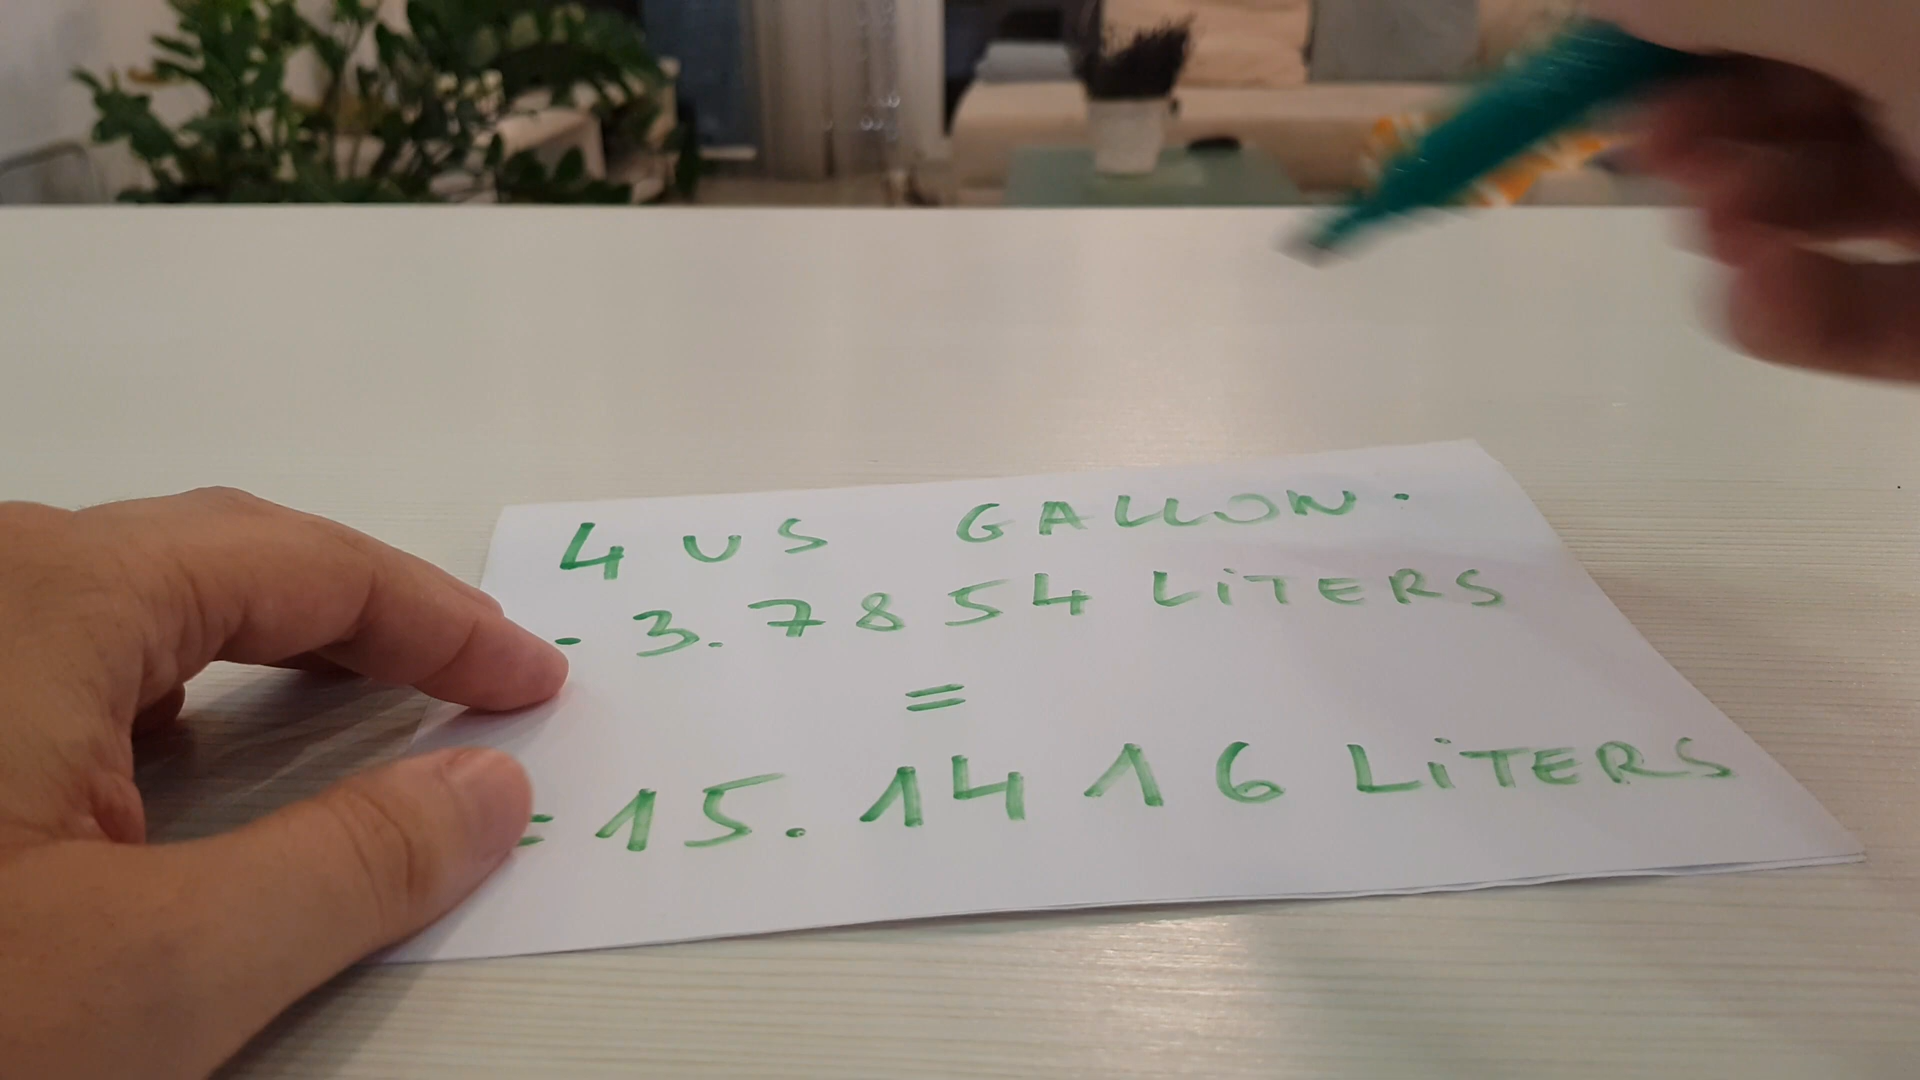 4 US GALLON ·
· 3.7854 LiTERS
=
= 15.1416 LiTERS